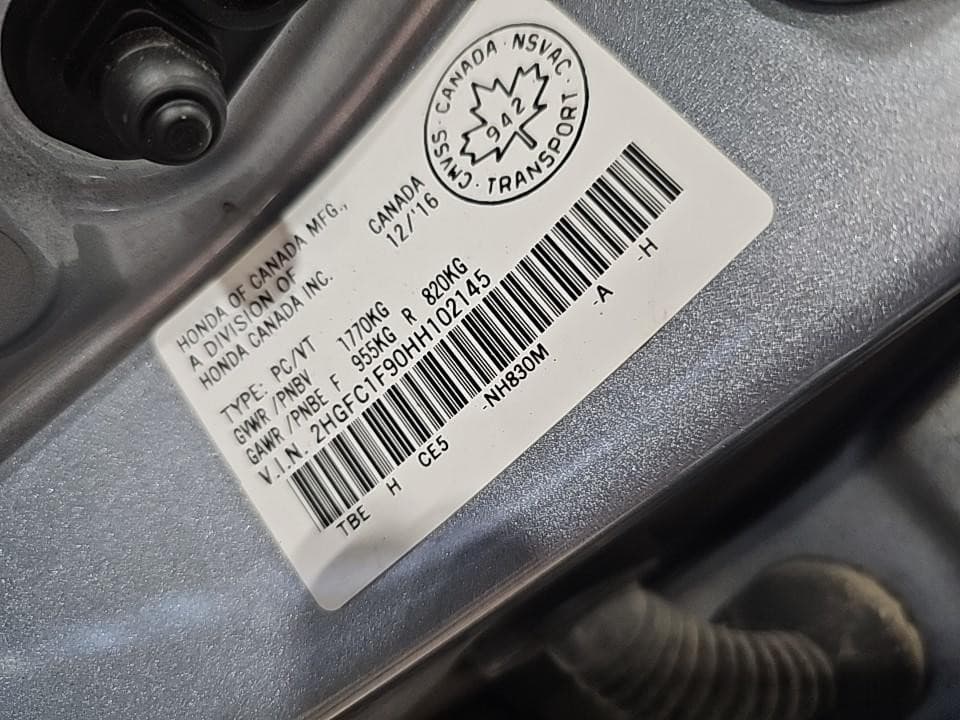 HONDA OF CANADA MFG.,
A DIVISION OF
HONDA CANADA INC.
CANADA
12/'16
CMVSS · CANADA · NSVAC · TRANSPORT ·
942
TYPE: PC/VT
GVWR /PNBV 1770KG
GAWR /PNBE F 955KG R 820KG
V.I.N. 2HGFC1F90HH102145
TBE H CE5 -NH830M -A -H